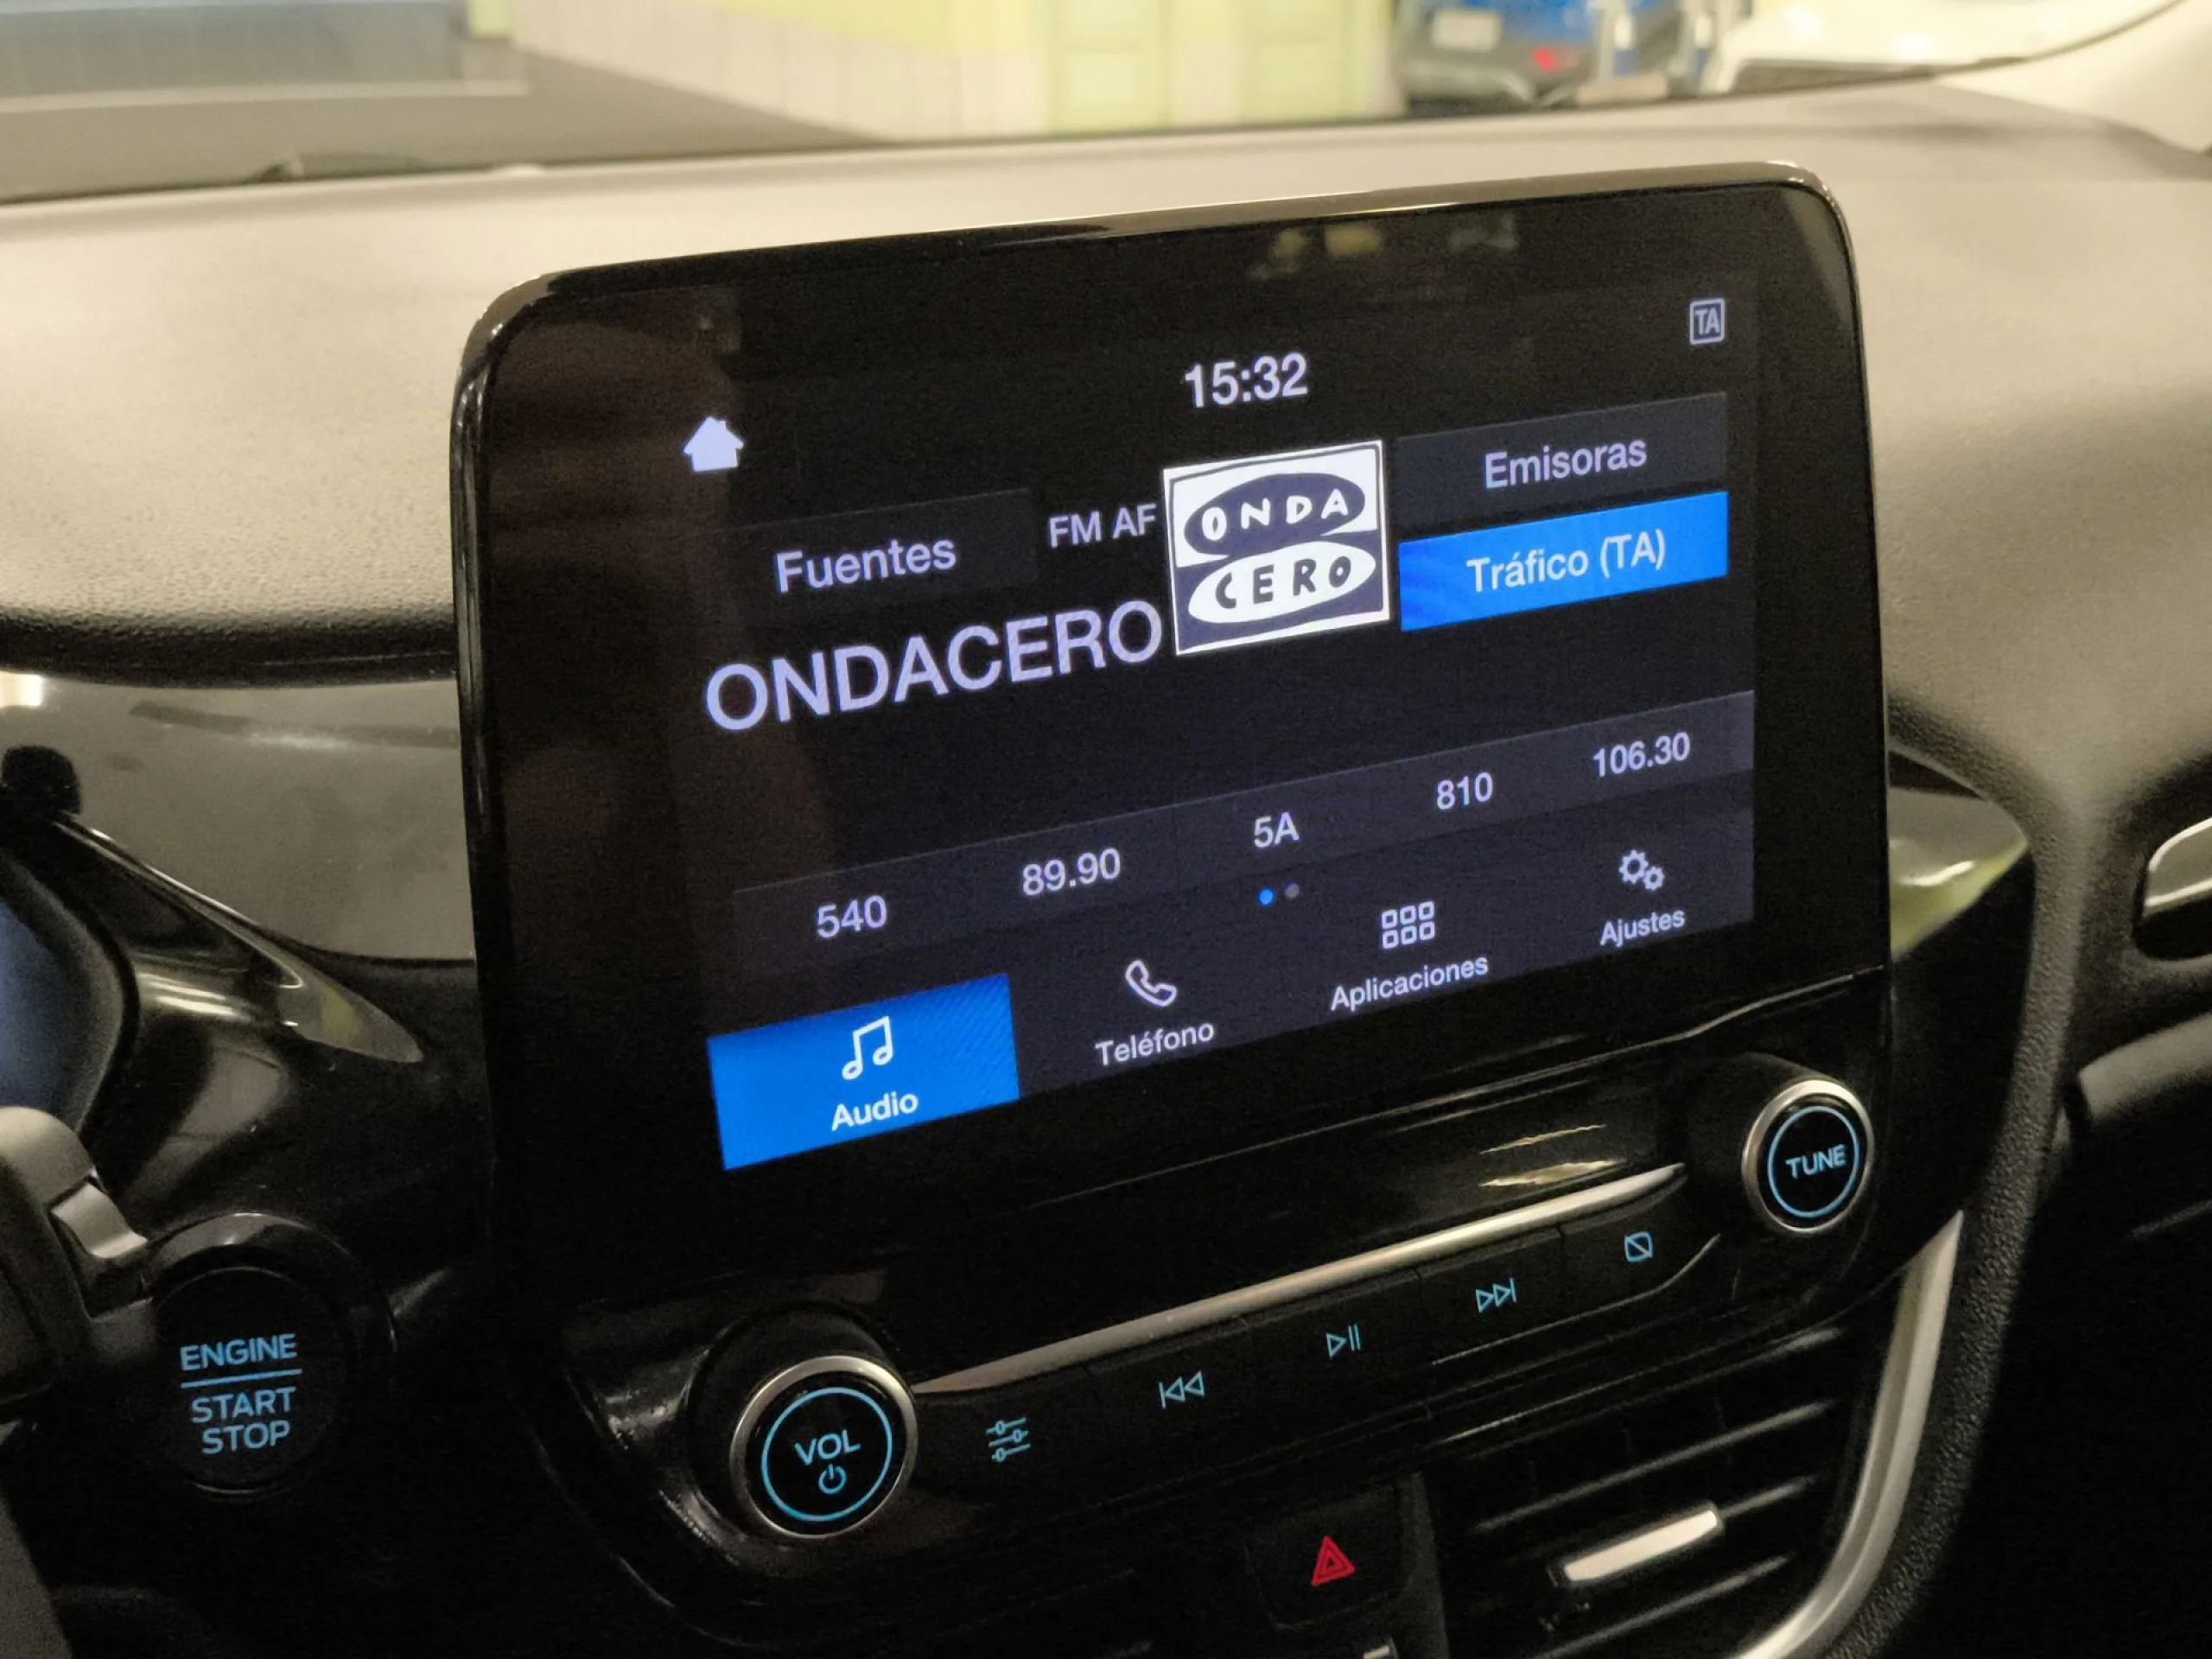 TA
15:32
Fuentes
FM AF
ONDA
CERO
Emisoras
Tráfico (TA)
ONDACERO
540
89.90
5A
810
106.30
Audio
Teléfono
Aplicaciones
Ajustes
TUNE
VOL
ENGINE
START
STOP